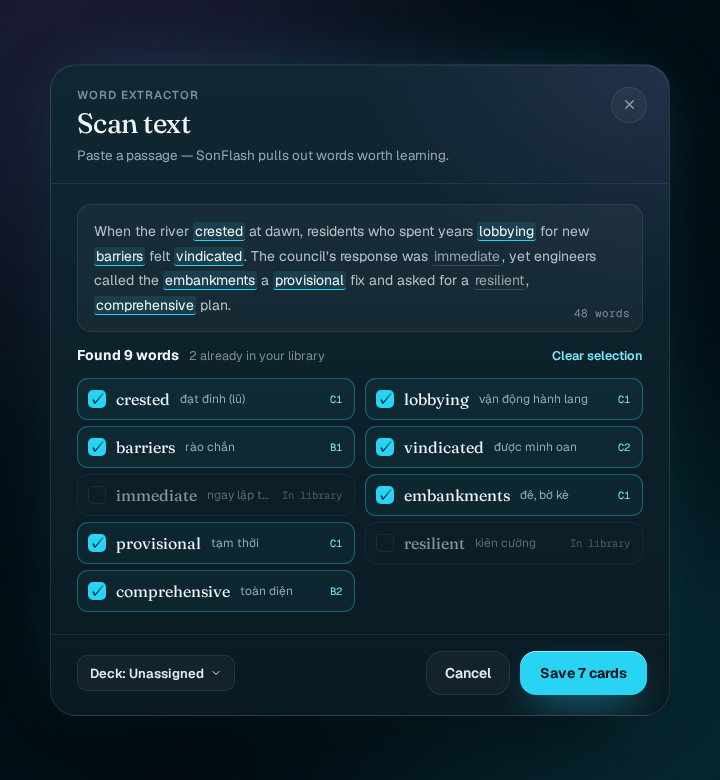 WORD EXTRACTOR
Scan text
Paste a passage — SonFlash pulls out words worth learning.
When the river crested at dawn, residents who spent years lobbying for new
barriers felt vindicated. The council's response was immediate, yet engineers
called the embankments a provisional fix and asked for a resilient,
comprehensive plan.
48 words
Found 9 words 2 already in your library Clear selection
crested đạt đỉnh (lũ) C1
lobbying vận động hành lang C1
barriers rào chắn B1
vindicated được minh oan C2
immediate ngay lập t... In library
embankments đê, bờ kè C1
provisional tạm thời C1
resilient kiên cường In library
comprehensive toàn diện B2
Deck: Unassigned Cancel Save 7 cards